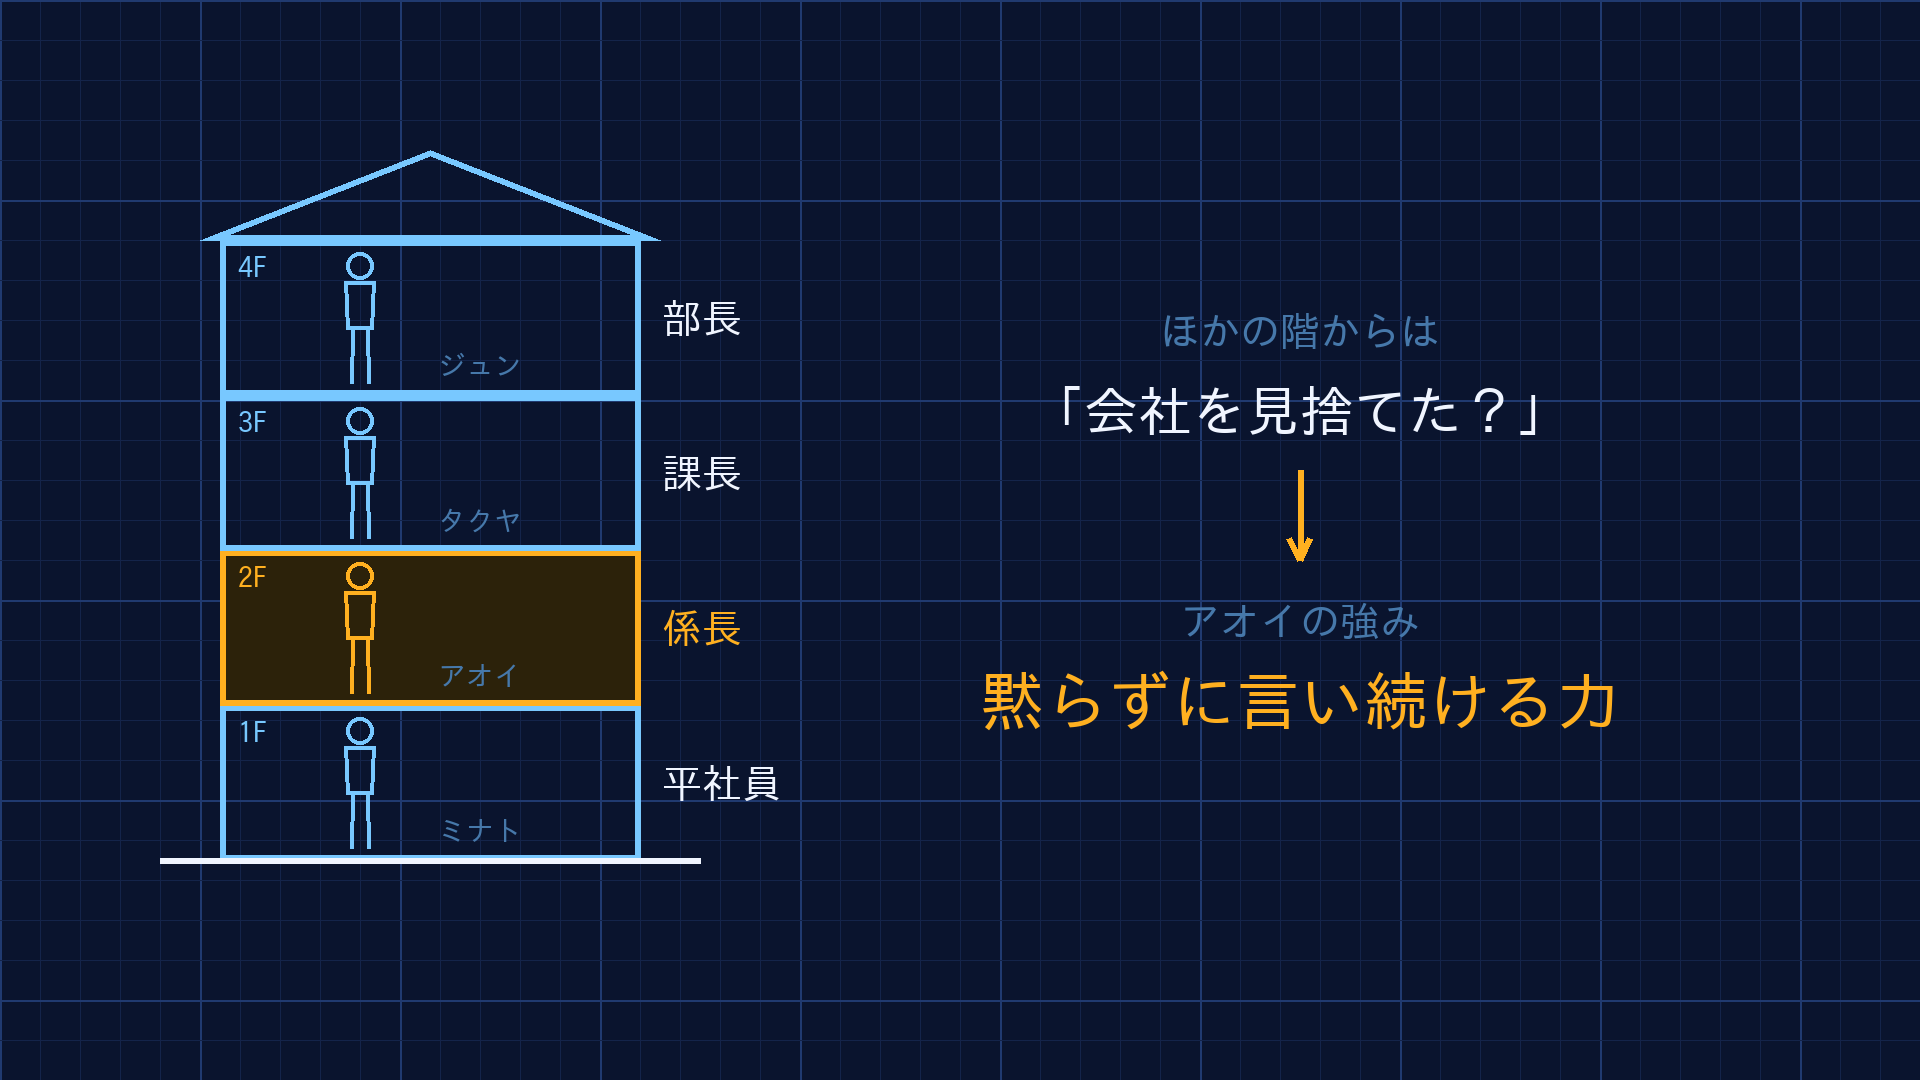 4F
ジュン
部長
3F
タクヤ
課長
2F
アオイ
係長
1F
ミナト
平社員
ほかの階からは
「会社を見捨てた？」
アオイの強み
黙らずに言い続ける力